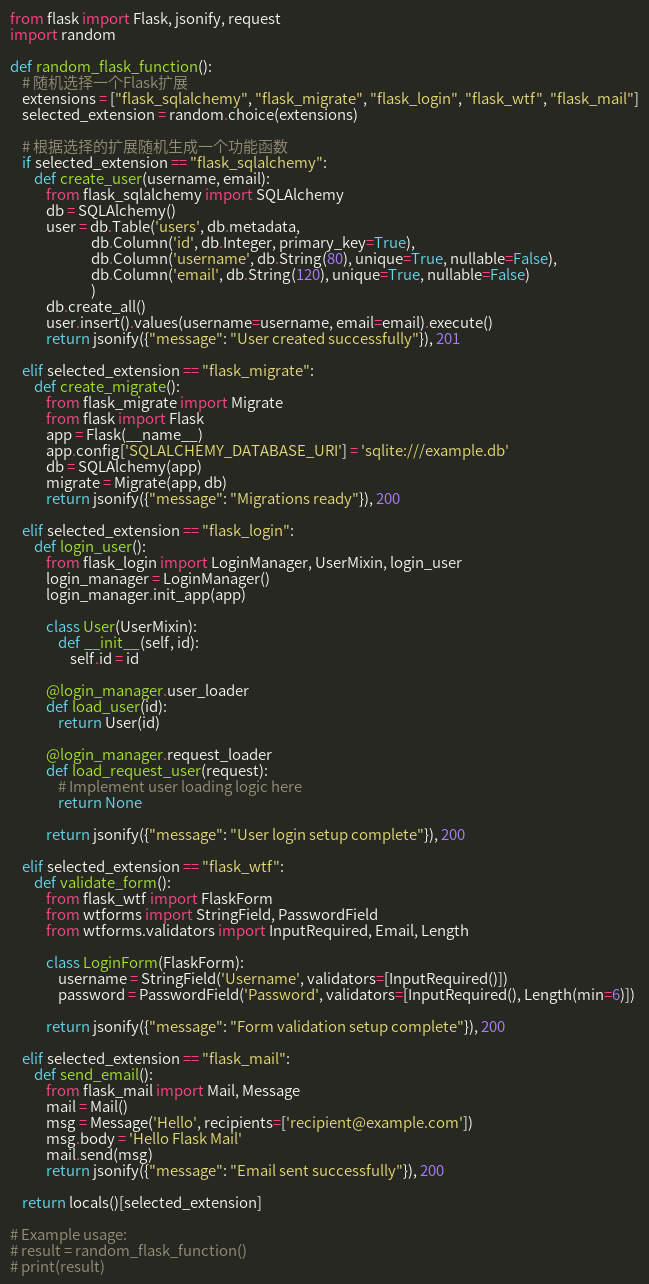 from flask import Flask, jsonify, request
import random

def random_flask_function():
    # 随机选择一个Flask扩展
    extensions = ["flask_sqlalchemy", "flask_migrate", "flask_login", "flask_wtf", "flask_mail"]
    selected_extension = random.choice(extensions)

    # 根据选择的扩展随机生成一个功能函数
    if selected_extension == "flask_sqlalchemy":
        def create_user(username, email):
            from flask_sqlalchemy import SQLAlchemy
            db = SQLAlchemy()
            user = db.Table('users', db.metadata,
                            db.Column('id', db.Integer, primary_key=True),
                            db.Column('username', db.String(80), unique=True, nullable=False),
                            db.Column('email', db.String(120), unique=True, nullable=False)
                            )
            db.create_all()
            user.insert().values(username=username, email=email).execute()
            return jsonify({"message": "User created successfully"}), 201

    elif selected_extension == "flask_migrate":
        def create_migrate():
            from flask_migrate import Migrate
            from flask import Flask
            app = Flask(__name__)
            app.config['SQLALCHEMY_DATABASE_URI'] = 'sqlite:///example.db'
            db = SQLAlchemy(app)
            migrate = Migrate(app, db)
            return jsonify({"message": "Migrations ready"}), 200

    elif selected_extension == "flask_login":
        def login_user():
            from flask_login import LoginManager, UserMixin, login_user
            login_manager = LoginManager()
            login_manager.init_app(app)

            class User(UserMixin):
                def __init__(self, id):
                    self.id = id

            @login_manager.user_loader
            def load_user(id):
                return User(id)

            @login_manager.request_loader
            def load_request_user(request):
                # Implement user loading logic here
                return None

            return jsonify({"message": "User login setup complete"}), 200

    elif selected_extension == "flask_wtf":
        def validate_form():
            from flask_wtf import FlaskForm
            from wtforms import StringField, PasswordField
            from wtforms.validators import InputRequired, Email, Length

            class LoginForm(FlaskForm):
                username = StringField('Username', validators=[InputRequired()])
                password = PasswordField('Password', validators=[InputRequired(), Length(min=6)])

            return jsonify({"message": "Form validation setup complete"}), 200

    elif selected_extension == "flask_mail":
        def send_email():
            from flask_mail import Mail, Message
            mail = Mail()
            msg = Message('Hello', recipients=['recipient@example.com'])
            msg.body = 'Hello Flask Mail'
            mail.send(msg)
            return jsonify({"message": "Email sent successfully"}), 200

    return locals()[selected_extension]

# Example usage:
# result = random_flask_function()
# print(result)